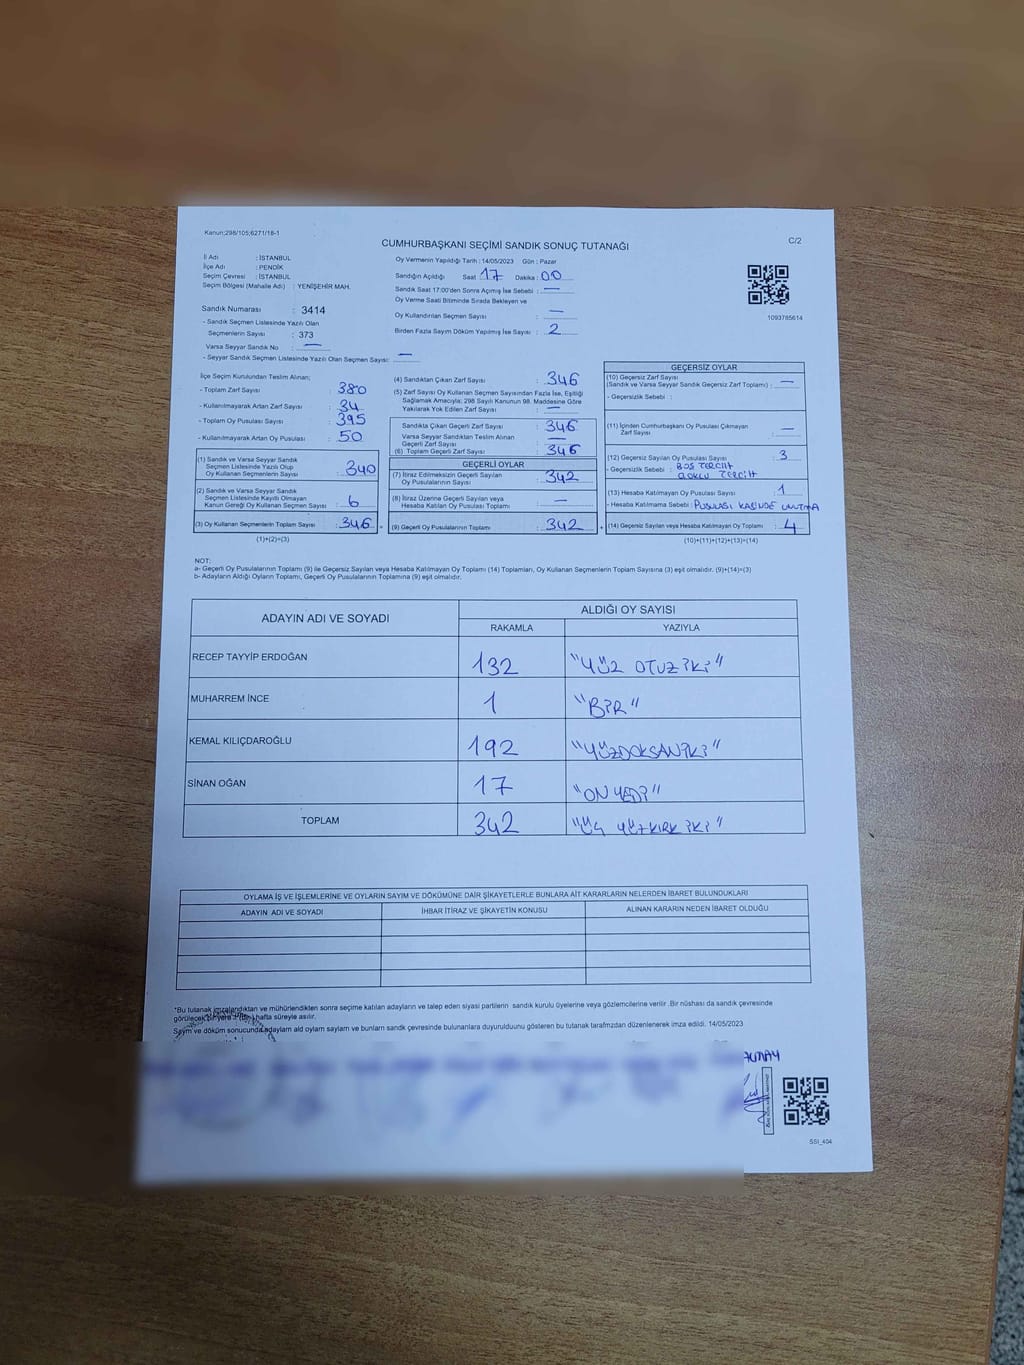 Kanun;298/105;6271/18-1
C/2
CUMHURBAŞKANI SEÇİMİ SANDIK SONUÇ TUTANAĞI
İl Adı : İSTANBUL
İlçe Adı : PENDİK
Seçim Çevresi : İSTANBUL
Seçim Bölgesi (Mahalle Adı) : YENİŞEHİR MAH.
Sandık Numarası : 3414
- Sandık Seçmen Listesinde Yazılı Olan
Seçmenlerin Sayısı : 373
Varsa Seyyar Sandık No : —
- Seyyar Sandık Seçmen Listesinde Yazılı Olan Seçmen Sayısı: —
Oy Vermenin Yapıldığı Tarih : 14/05/2023 Gün : Pazar
Sandığın Açıldığı Saat 17 Dakika : 00
Sandık Saat 17:00'den Sonra Açımış İse Sebebi : —
Oy Verme Saati Bitiminde Sırada Bekleyen ve
Oy Kullandırılan Seçmen Sayısı : —
Birden Fazla Sayım Döküm Yapılmış İse Sayısı : 2
1093785614
İlçe Seçim Kurulundan Teslim Alınan;
- Toplam Zarf Sayısı : 380
- Kullanılmayarak Artan Zarf Sayısı : 34
- Toplam Oy Pusulası Sayısı : 395
- Kullanılmayarak Artan Oy Pusulası : 50
(1) Sandık ve Varsa Seyyar Sandık
Seçmen Listesinde Yazılı Olup
Oy Kullanan Seçmenlerin Sayısı : 340
(2) Sandık ve Varsa Seyyar Sandık
Seçmen Listesinde Kayıtlı Olmayan
Kanun Gereği Oy Kullanan Seçmen Sayısı : 6
(3) Oy Kullanan Seçmenlerin Toplam Sayısı : 346 =
(1)+(2)=(3)
(4) Sandıktan Çıkan Zarf Sayısı : 346
(5) Zarf Sayısı Oy Kullanan Seçmen Sayısından Fazla İse, Eşitliği
Sağlamak Amacıyla; 298 Sayılı Kanunun 98. Maddesine Göre
Yakılarak Yok Edilen Zarf Sayısı : —
Sandıkta Çıkan Geçerli Zarf Sayısı : 346
Varsa Seyyar Sandıktan Teslim Alınan
Geçerli Zarf Sayısı : —
(6) Toplam Geçerli Zarf Sayısı : 346
GEÇERLİ OYLAR
(7) İtiraz Edilmeksizin Geçerli Sayılan
Oy Pusulalarının Sayısı : 342
(8) İtiraz Üzerine Geçerli Sayılan veya
Hesaba Katılan Oy Pusulası Toplamı : —
(9) Geçerli Oy Pusulalarının Toplamı : 342 +
GEÇERSİZ OYLAR
(10) Geçersiz Zarf Sayısı
(Sandık ve Varsa Seyyar Sandık Geçersiz Zarf Toplamı) : —
- Geçersizlik Sebebi :
(11) İçinden Cumhurbaşkanı Oy Pusulası Çıkmayan
Zarf Sayısı : —
(12) Geçersiz Sayılan Oy Pusulası Sayısı : 3
- Geçersizlik Sebebi : BOŞ TERCİH
ÇOKLU TERCİH
(13) Hesaba Katılmayan Oy Pusulası Sayısı : 1
- Hesaba Katılmama Sebebi : PUSULASI KABİNDE UNUTMA
(14) Geçersiz Sayılan veya Hesaba Katılmayan Oy Toplamı : 4
(10)+(11)+(12)+(13)=(14)
NOT:
a- Geçerli Oy Pusulalarının Toplamı (9) ile Geçersiz Sayılan veya Hesaba Katılmayan Oy Toplamı (14) Toplamları, Oy Kullanan Seçmenlerin Toplam Sayısına (3) eşit olmalıdır. (9)+(14)=(3)
b- Adayların Aldığı Oyların Toplamı, Geçerli Oy Pusulalarının Toplamına (9) eşit olmalıdır.
ADAYIN ADI VE SOYADI
ALDIĞI OY SAYISI
RAKAMLA YAZIYLA
RECEP TAYYİP ERDOĞAN 132 "YÜZ OTUZ İKİ"
MUHARREM İNCE 1 "BİR"
KEMAL KILIÇDAROĞLU 192 "YÜZDOKSANİKİ"
SİNAN OĞAN 17 "ON YEDİ"
TOPLAM 342 "ÜÇ YÜZKIRK İKİ"
OYLAMA İŞ VE İŞLEMLERİNE VE OYLARIN SAYIM VE DÖKÜMÜNE DAİR ŞİKAYETLERLE BUNLARA AİT KARARLARIN NELERDEN İBARET BULUNDUKLARI
ADAYIN ADI VE SOYADI İHBAR İTİRAZ VE ŞİKAYETİN KONUSU ALINAN KARARIN NEDEN İBARET OLDUĞU
*Bu tutanak imzalandıktan ve mühürlendikten sonra seçime katılan adayların ve talep eden siyasi partilerin sandık kurulu üyelerine veya gözlemcilerine verilir .Bir nüshası da sandık çevresinde
görülecek bir yere hafta süreyle asılır.
Sayım ve döküm sonucunda adayların ald oyların sayların ve bunların sandk çevresinde bulunanlara duyurulduunu gösteren bu tutanak tarafmzdan düzenlenerek imza edildi. 14/05/2023
SSI_404